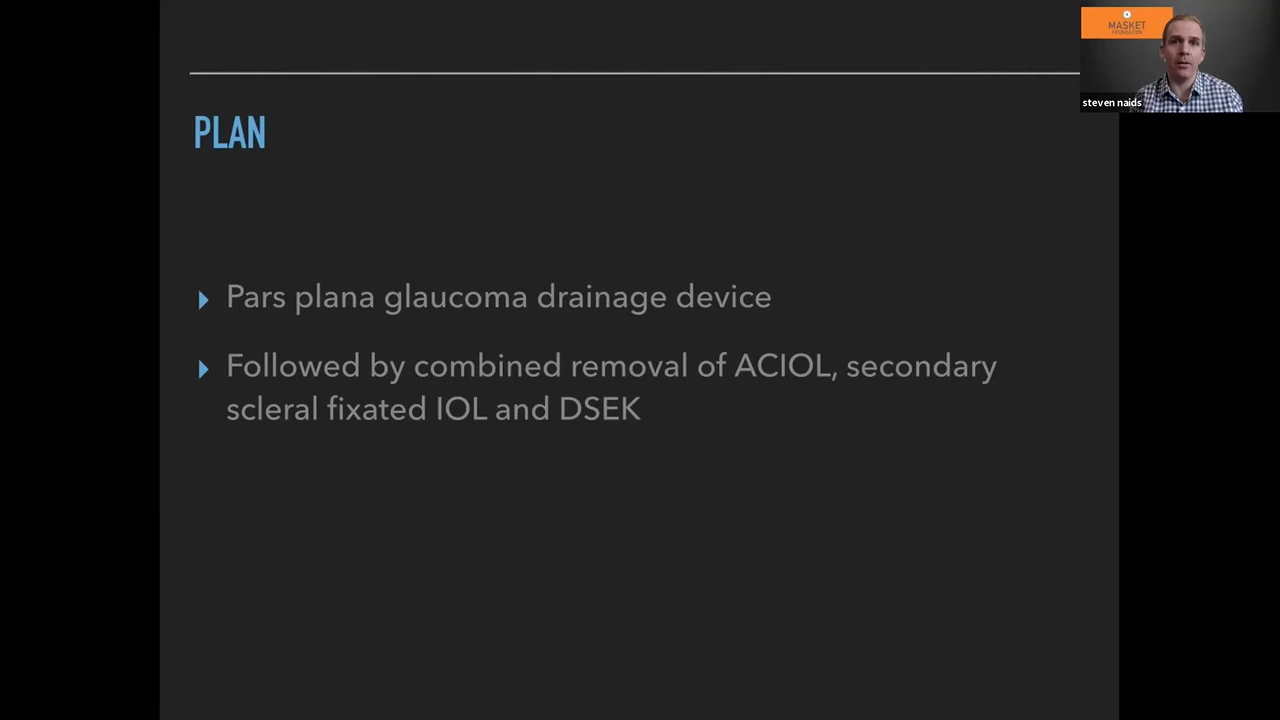 MASKET
FOUNDATION
steven naids
PLAN
Pars plana glaucoma drainage device
Followed by combined removal of ACIOL, secondary
scleral fixated IOL and DSEK